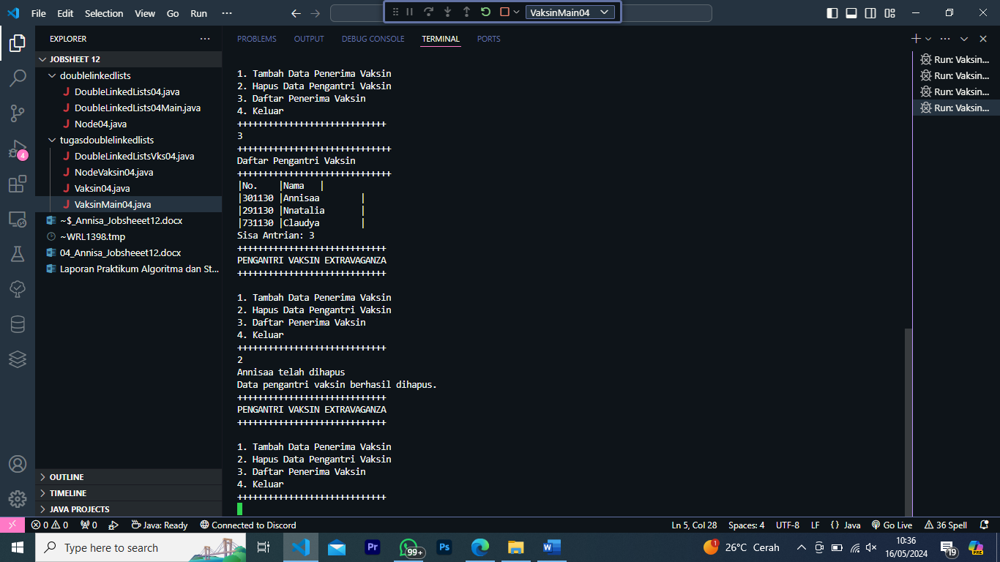 File Edit Selection View Go Run ···
VaksinMain04
EXPLORER
JOBSHEET 12
doublelinkedlists
DoubleLinkedLists04.java
DoubleLinkedLists04Main.java
Node04.java
tugasdoublelinkedlists
DoubleLinkedListsVks04.java
NodeVaksin04.java
Vaksin04.java
VaksinMain04.java
~$_Annisa_Jobsheeet12.docx
~WRL1398.tmp
04_Annisa_Jobsheeet12.docx
Laporan Praktikum Algoritma dan St...
OUTLINE
TIMELINE
JAVA PROJECTS
4
PROBLEMS OUTPUT DEBUG CONSOLE TERMINAL PORTS
1. Tambah Data Penerima Vaksin
2. Hapus Data Pengantri Vaksin
3. Daftar Penerima Vaksin
4. Keluar
+++++++++++++++++++++++++++++
3
++++++++++++++++++++++++++++++
Daftar Pengantri Vaksin
++++++++++++++++++++++++++++++
|No. |Nama |
|301130 |Annisaa |
|291130 |Nnatalia |
|731130 |Claudya |
Sisa Antrian: 3
+++++++++++++++++++++++++++++
PENGANTRI VAKSIN EXTRAVAGANZA
+++++++++++++++++++++++++++++
1. Tambah Data Penerima Vaksin
2. Hapus Data Pengantri Vaksin
3. Daftar Penerima Vaksin
4. Keluar
+++++++++++++++++++++++++++++
2
Annisaa telah dihapus
Data pengantri vaksin berhasil dihapus.
+++++++++++++++++++++++++++++
PENGANTRI VAKSIN EXTRAVAGANZA
+++++++++++++++++++++++++++++
1. Tambah Data Penerima Vaksin
2. Hapus Data Pengantri Vaksin
3. Daftar Penerima Vaksin
4. Keluar
+++++++++++++++++++++++++++++
Run: Vaksin...
Run: Vaksin...
Run: Vaksin...
Run: Vaksin...
0 0 0 Java: Ready Connected to Discord Ln 5, Col 28 Spaces: 4 UTF-8 LF {} Java Go Live 36 Spell
Type here to search Pr 99+ Ps 1 26°C Cerah 10:36
16/05/2024 19 PRE